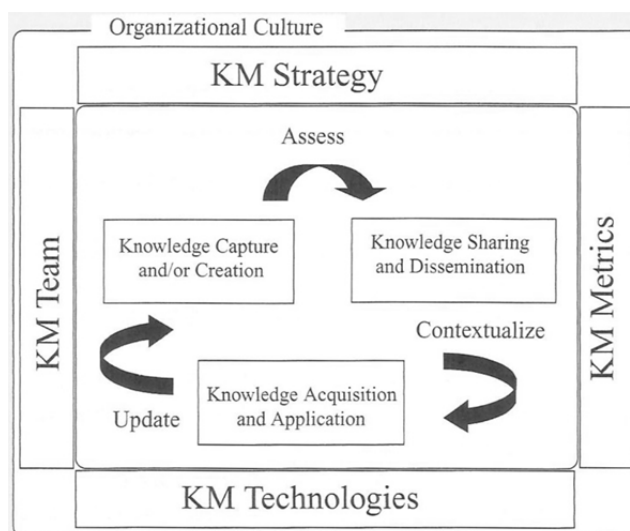 Organizational Culture
KM Strategy
Assess
Knowledge Capture
and/or Creation
Knowledge Sharing
and Dissemination
KM Team
KM Metrics
Contextualize
Knowledge Acquisition
and Application
Update
KM Technologies